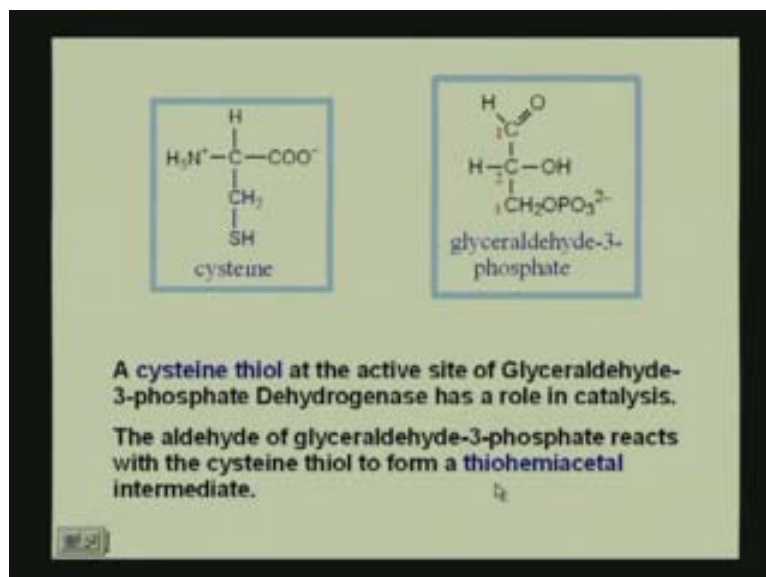 H
H₃N⁺—C—COO⁻
CH₂
SH
cysteine
H O
1C
H—C—OH
2
CH₂OPO₃²⁻
glyceraldehyde-3-
phosphate
A cysteine thiol at the active site of Glyceraldehyde-
3-phosphate Dehydrogenase has a role in catalysis.
The aldehyde of glyceraldehyde-3-phosphate reacts
with the cysteine thiol to form a thiohemiacetal
intermediate.